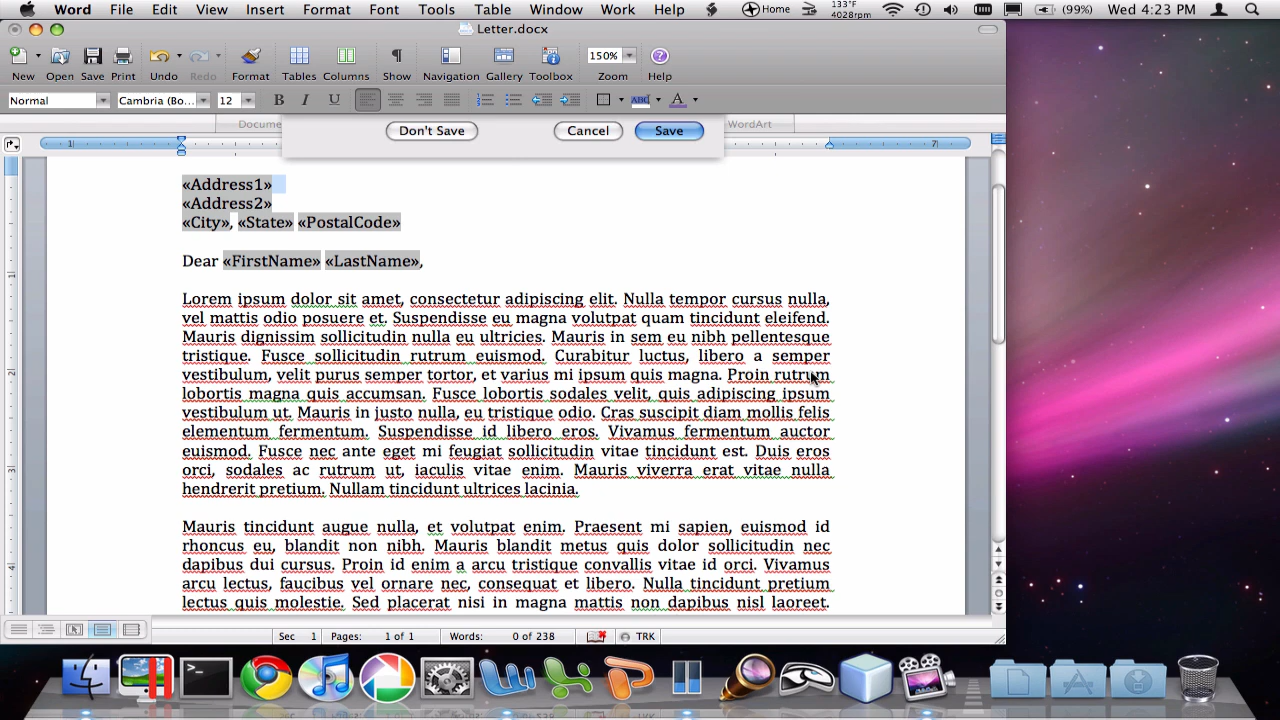 Word File Edit View Insert Format Font Tools Table Window Work Help Home 133°F 4028rpm (99%) Wed 4:23 PM
Letter.docx
150%
New Open Save Print Undo Redo Format Tables Columns Show Navigation Gallery Toolbox Zoom Help
Normal Cambria (Bo... 12 B I U ABC A
Docume WordArt
Don't Save Cancel Save
1 7
«Address1»
«Address2»
«City», «State» «PostalCode»
Dear «FirstName» «LastName»,
Lorem ipsum dolor sit amet, consectetur adipiscing elit. Nulla tempor cursus nulla,
vel mattis odio posuere et. Suspendisse eu magna volutpat quam tincidunt eleifend.
Mauris dignissim sollicitudin nulla eu ultricies. Mauris in sem eu nibh pellentesque
tristique. Fusce sollicitudin rutrum euismod. Curabitur luctus, libero a semper
vestibulum, velit purus semper tortor, et varius mi ipsum quis magna. Proin rutrum
lobortis magna quis accumsan. Fusce lobortis sodales velit, quis adipiscing ipsum
vestibulum ut. Mauris in justo nulla, eu tristique odio. Cras suscipit diam mollis felis
elementum fermentum. Suspendisse id libero eros. Vivamus fermentum auctor
euismod. Fusce nec ante eget mi feugiat sollicitudin vitae tincidunt est. Duis eros
orci, sodales ac rutrum ut, iaculis vitae enim. Mauris viverra erat vitae nulla
hendrerit pretium. Nullam tincidunt ultrices lacinia.
Mauris tincidunt augue nulla, et volutpat enim. Praesent mi sapien, euismod id
rhoncus eu, blandit non nibh. Mauris blandit metus quis dolor sollicitudin nec
dapibus dui cursus. Proin id enim a arcu tristique convallis vitae id orci. Vivamus
arcu lectus, faucibus vel ornare nec, consequat et libero. Nulla tincidunt pretium
lectus quis molestie. Sed placerat nisi in magna mattis non dapibus nisl laoreet.
1
2
3
4
Sec 1 Pages: 1 of 1 Words: 0 of 238 TRK